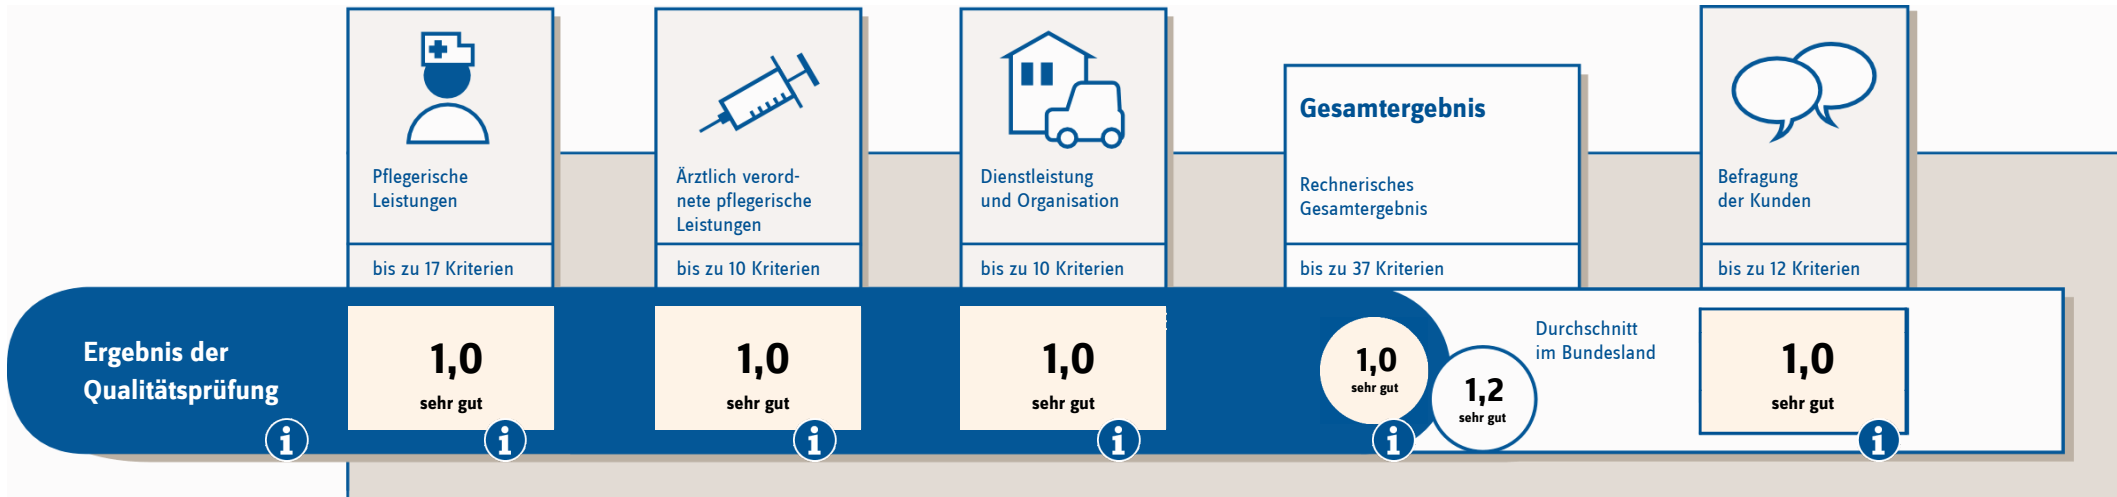 Pflegerische
Leistungen
bis zu 17 Kriterien
Ärztlich verord-
nete pflegerische
Leistungen
bis zu 10 Kriterien
Dienstleistung
und Organisation
bis zu 10 Kriterien
Gesamtergebnis
Rechnerisches
Gesamtergebnis
bis zu 37 Kriterien
Befragung
der Kunden
bis zu 12 Kriterien
Ergebnis der
Qualitätsprüfung
i
1,0
sehr gut
i
1,0
sehr gut
i
1,0
sehr gut
i
1,0
sehr gut
i
1,2
sehr gut
Durchschnitt
im Bundesland
1,0
sehr gut
i